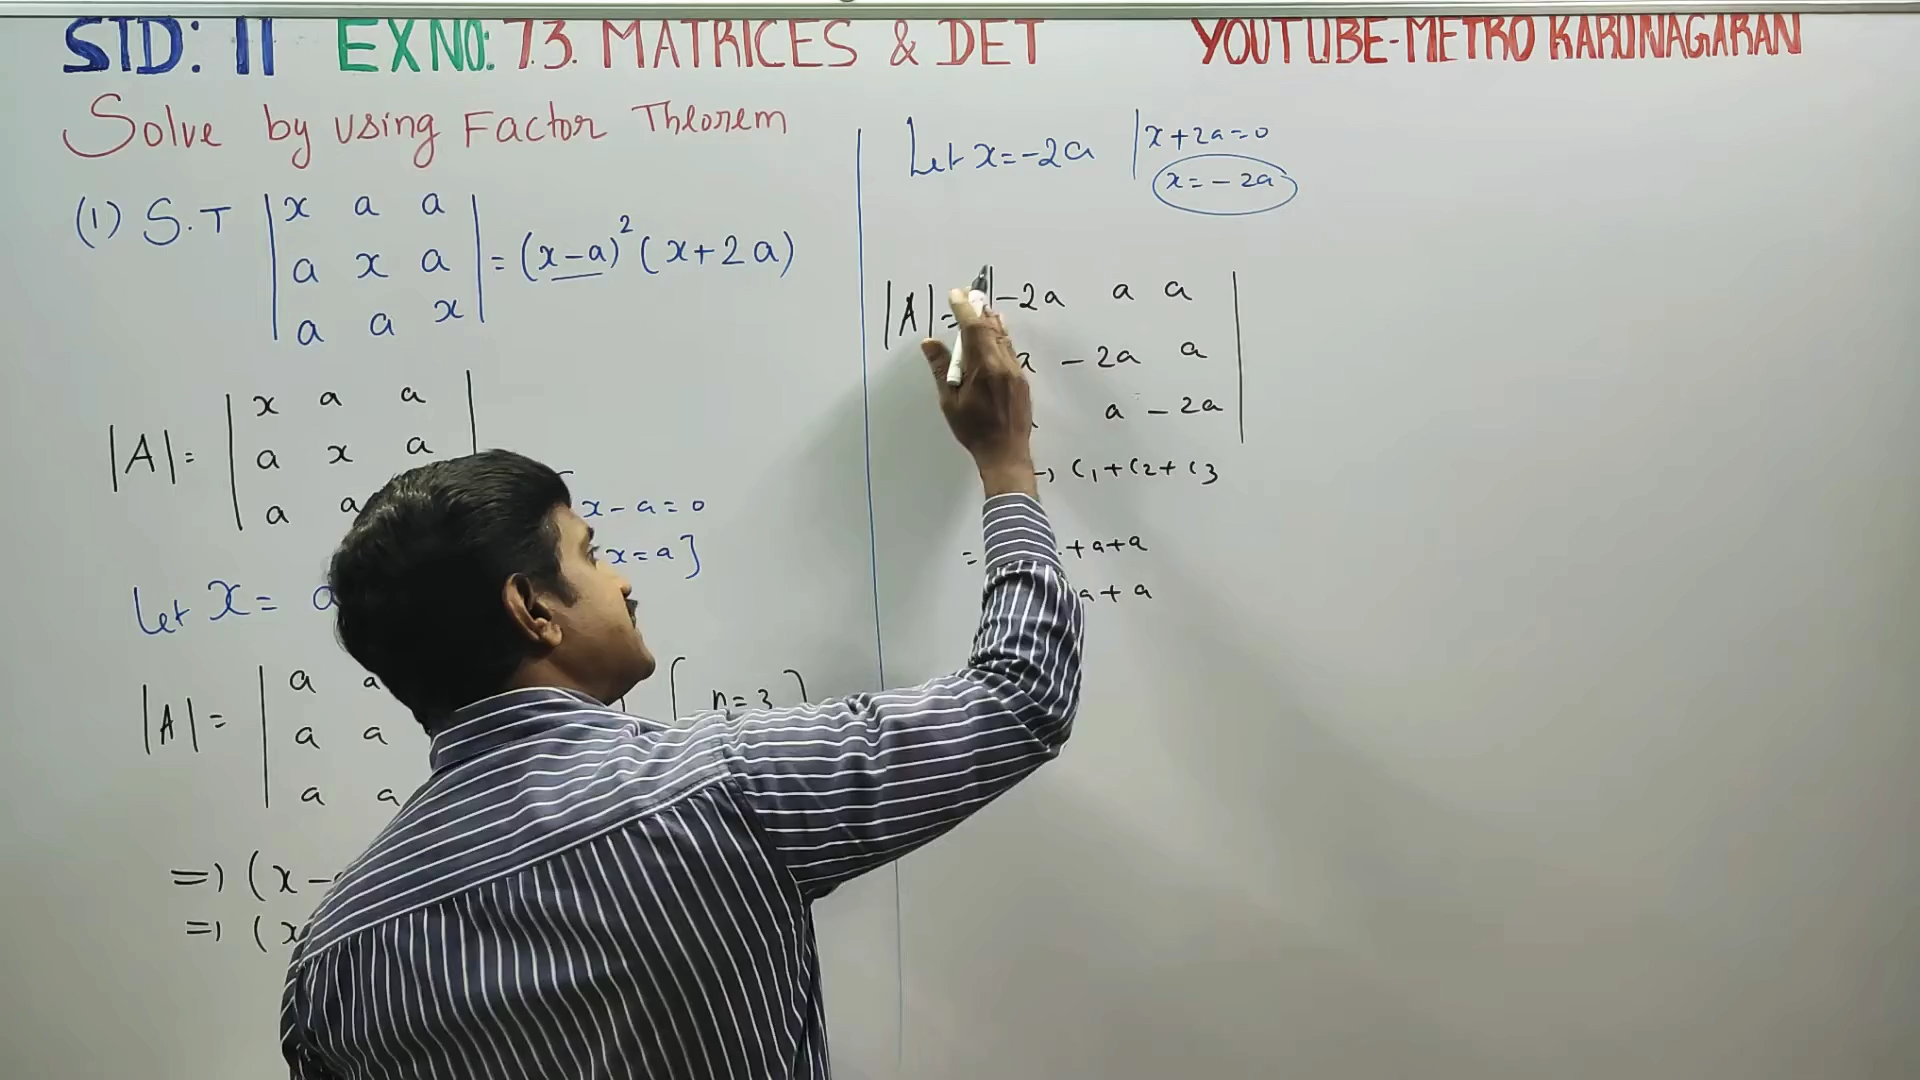 STD: 11 EX NO: 7.3. MATRICES & DET YOUTUBE-METRO KARUNAGARAN
Solve by using Factor Theorem
(1) S.T | x a a |
| a x a | = (x-a)² (x+2a)
| a a x |
|A| = | x a a |
| a x a
| a a
x-a=0
x=a]
Let x =
|A| = | a a
| a a [ n=3 ]
| a a
=) (x-
=) (x
Let x=-2a | x+2a=0
x=-2a
|A| = | -2a a a |
-2a a |
a -2a |
C1+C2+C3
= +a+a
a+a